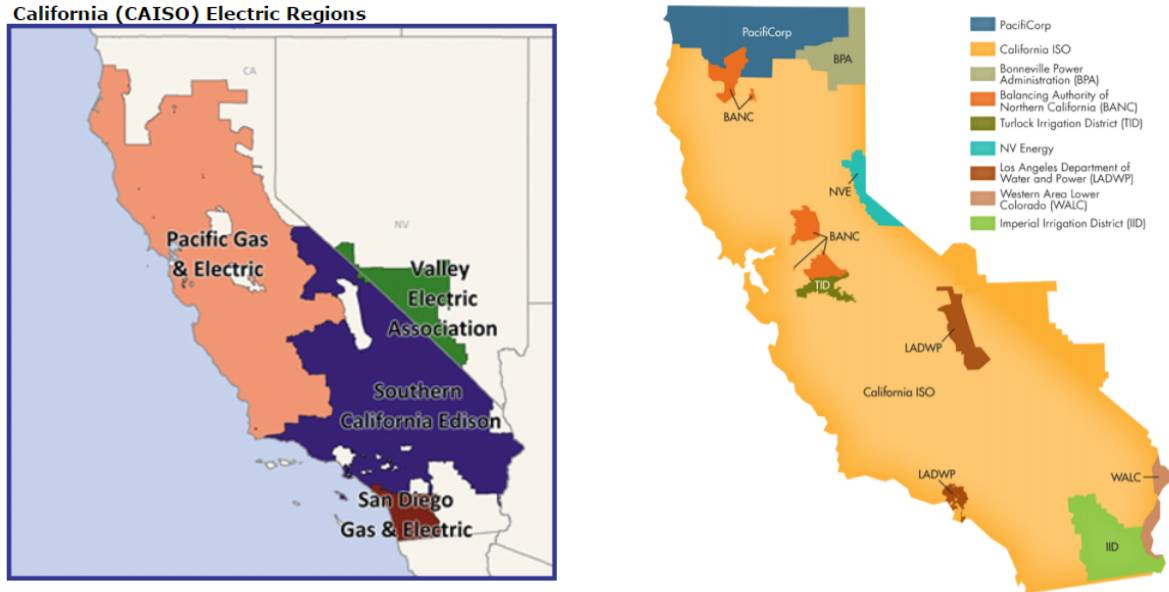 California (CAISO) Electric Regions
CA
NV
Pacific Gas
& Electric
Valley
Electric
Association
Southern
California Edison
San Diego
Gas & Electric
PacifiCorp
BPA
BANC
NVE
BANC
TID
LADWP
California ISO
LADWP
WALC
IID
PacifiCorp
California ISO
Bonneville Power
Administration (BPA)
Balancing Authority of
Northern California (BANC)
Turlock Irrigation District (TID)
NV Energy
Los Angeles Department of
Water and Power (LADWP)
Western Area Lower
Colorado (WALC)
Imperial Irrigation District (IID)